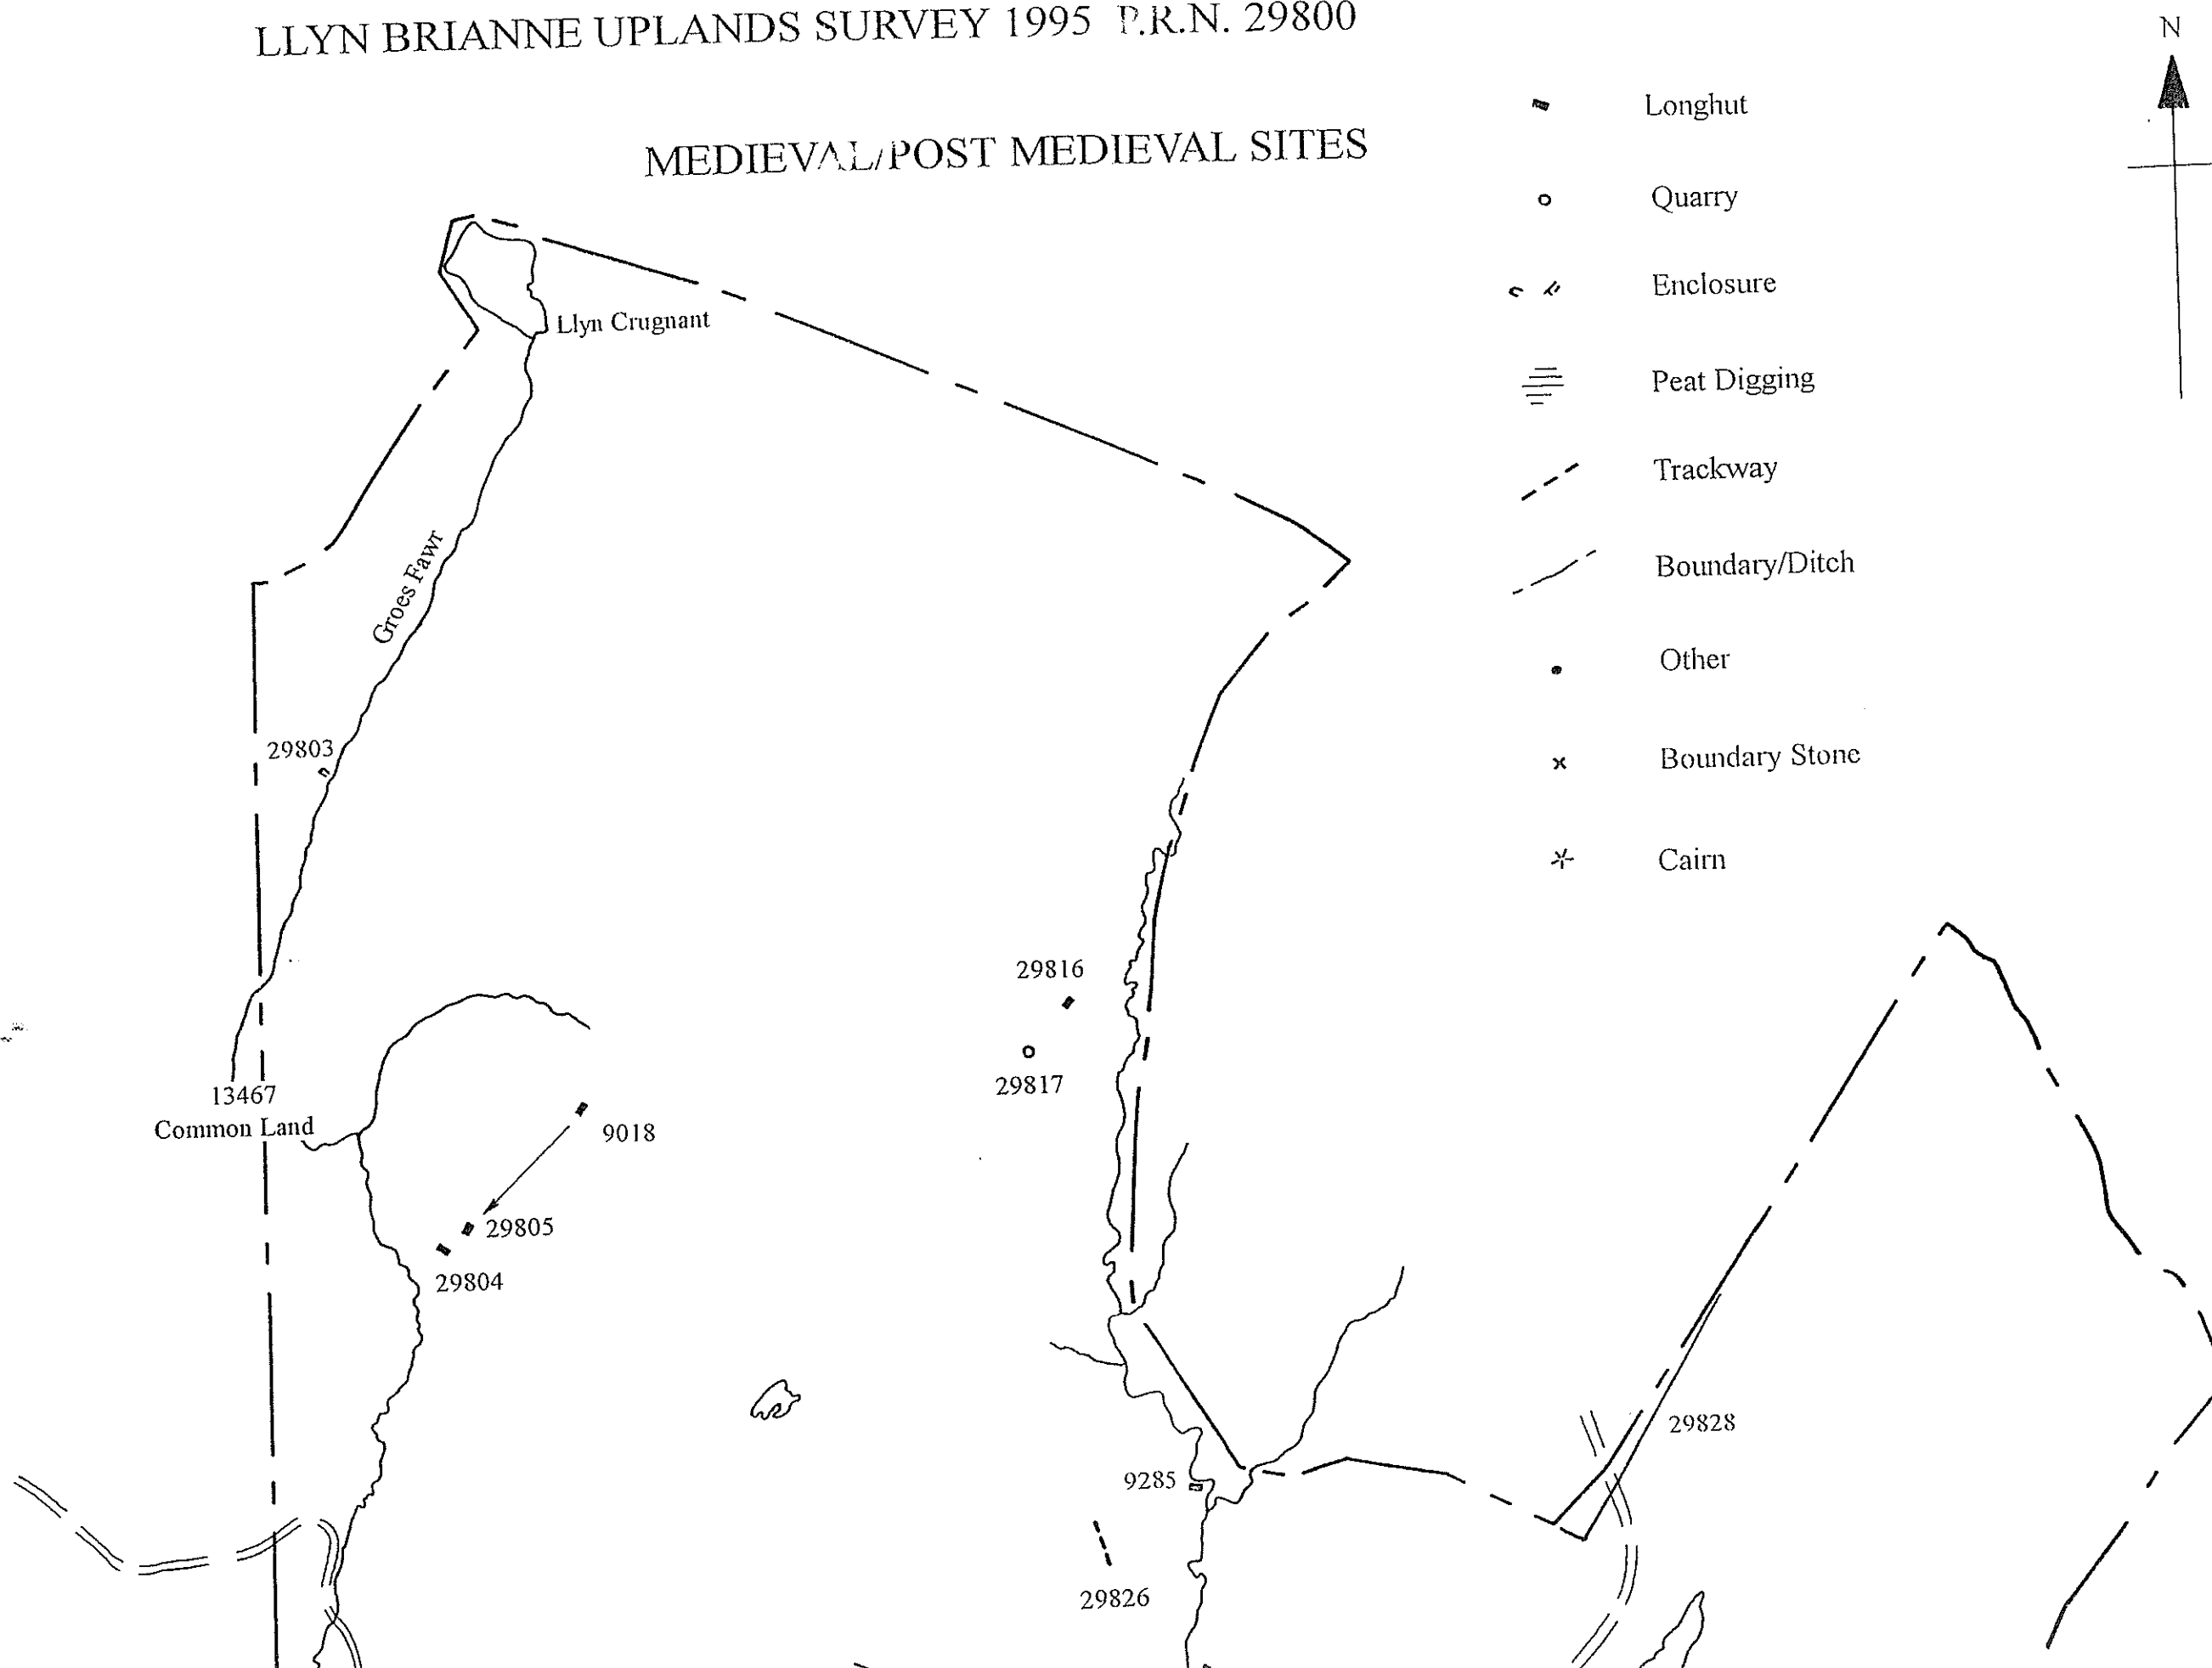 LLYN BRIANNE UPLANDS SURVEY 1995 P.R.N. 29800
N
MEDIEVAL/POST MEDIEVAL SITES
Longhut
Quarry
Enclosure
Peat Digging
Trackway
Boundary/Ditch
Other
Boundary Stone
Cairn
Llyn Crugnant
Groes Fawr
29803
29816
29817
13467
Common Land
9018
29805
29804
29828
9285
29826